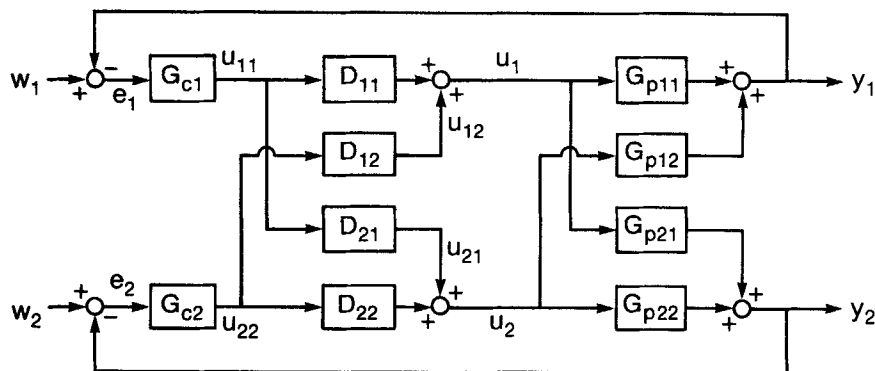 w1 + − e1 Gc1 u11 D11 + + u1 Gp11 + + y1
D12 u12 Gp12
D21 u21 Gp21
w2 + − e2 Gc2 u22 D22 + + u2 Gp22 + + y2